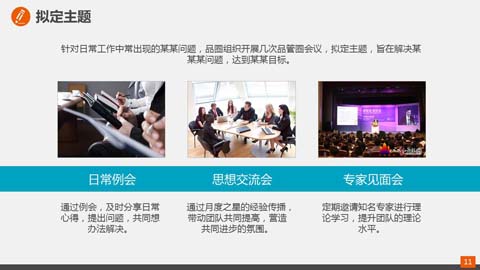 拟定主题
针对日常工作中常出现的某某问题，品圈组织开展几次品管圈会议，拟定主题，旨在解决某
某某问题，达到某某目标。
日常例会
思想交流会
专家见面会
通过例会，及时分享日常
心得，提出问题，共同想
办法解决。
通过月度之星的经验传播，
带动团队共同提高，营造
共同进步的氛围。
定期邀请知名专家进行理
论学习，提升团队的理论
水平。
11